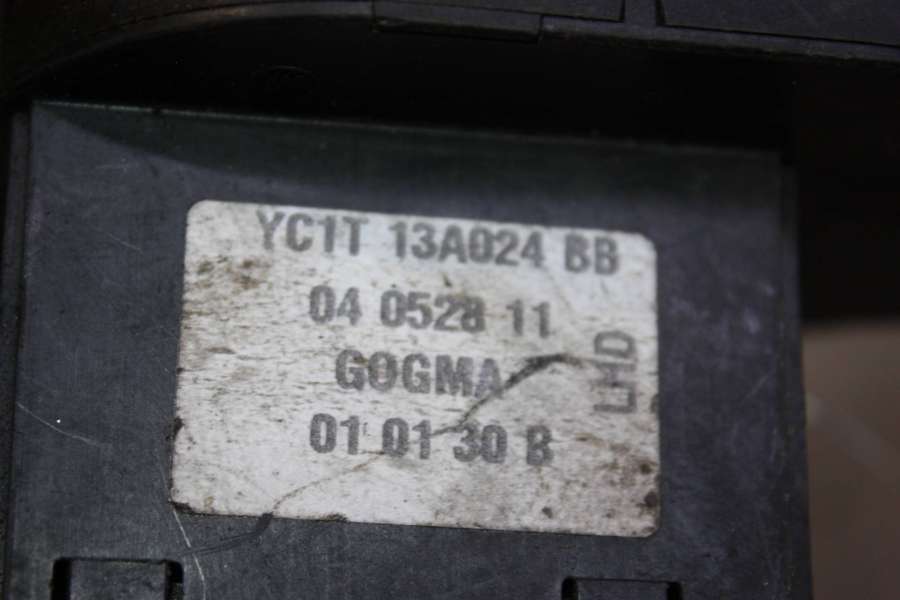 YC1T 13A024 BB
04 0528 11
GOGMA
01 01 30 B
LHD